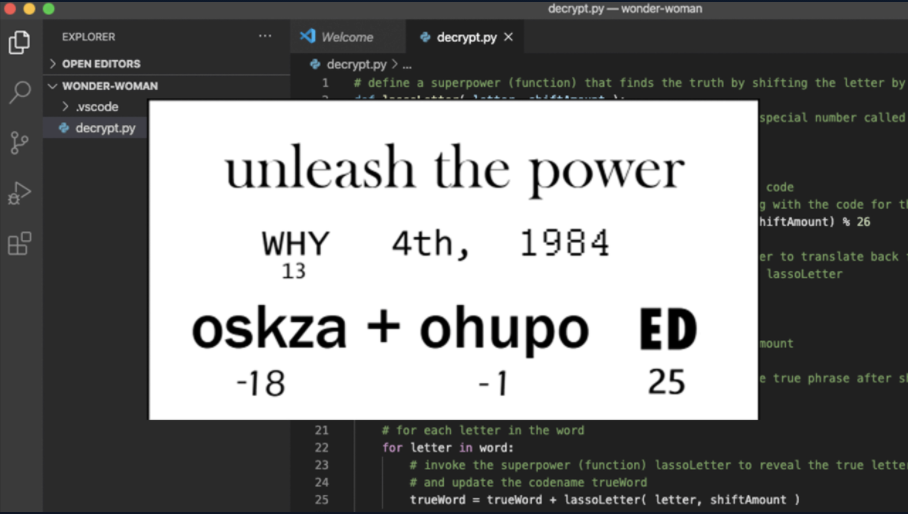 decrypt.py — wonder-woman
EXPLORER ...
Welcome decrypt.py ×
> OPEN EDITORS
decrypt.py > ...
WONDER-WOMAN
> .vscode
decrypt.py
1 # define a superpower (function) that finds the truth by shifting the letter by
def lassoLetter( letter, shiftAmount ):
special number called
code
g with the code for th
hiftAmount) % 26
er to translate back
lassoLetter
mount
e true phrase after
unleash the power
WHY 4th, 1984
13
oskza + ohupo ED
-18 -1 25
21 # for each letter in the word
22 for letter in word:
23 # invoke the superpower (function) lassoLetter to reveal the true letter
24 # and update the codename trueWord
25 trueWord = trueWord + lassoLetter( letter, shiftAmount )